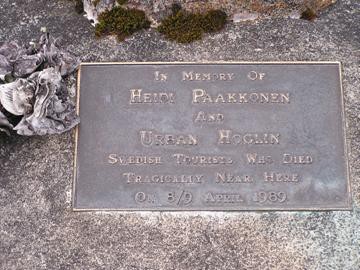 In Memory Of
Heidi Paakkonen
And
Urban Hoglin
Swedish Tourists Who Died
Tragically Near Here
On 8/9 April 1989